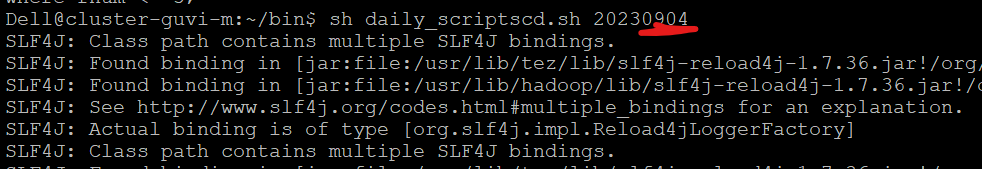 Dell@cluster-guvi-m:~/bin$ sh daily_scriptscd.sh 20230904
SLF4J: Class path contains multiple SLF4J bindings.
SLF4J: Found binding in [jar:file:/usr/lib/tez/lib/slf4j-reload4j-1.7.36.jar!/org/
SLF4J: Found binding in [jar:file:/usr/lib/hadoop/lib/slf4j-reload4j-1.7.36.jar!/o
SLF4J: See http://www.slf4j.org/codes.html#multiple_bindings for an explanation.
SLF4J: Actual binding is of type [org.slf4j.impl.Reload4jLoggerFactory]
SLF4J: Class path contains multiple SLF4J bindings.